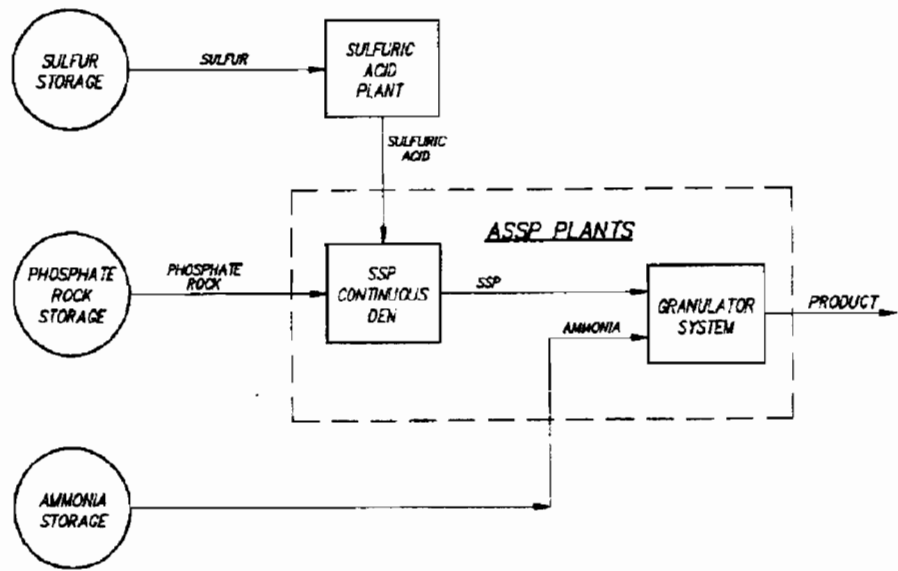 SULFUR
STORAGE
SULFUR
SULFURIC
ACID
PLANT
SULFURIC
ACID
ASSP PLANTS
PHOSPHATE
ROCK
STORAGE
PHOSPHATE
ROCK
SSP
CONTINUOUS
DEN
SSP
AMMONIA
GRANULATOR
SYSTEM
PRODUCT
AMMONIA
STORAGE